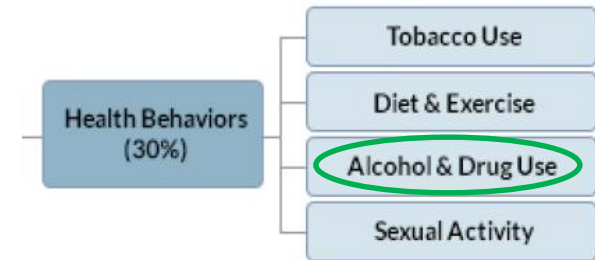 Health Behaviors
(30%)
Tobacco Use
Diet & Exercise
Alcohol & Drug Use
Sexual Activity